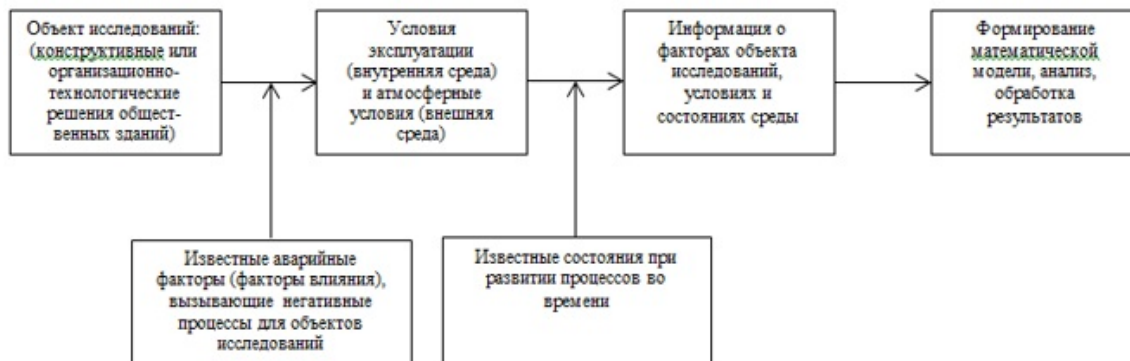 Объект исследований:
(конструктивные или
организационно-
технологические
решения общест-
венных зданий)
Условия
эксплуатации
(внутренняя среда)
и атмосферные
условия (внешняя
среда)
Информация о
факторах объекта
исследований,
условиях и
состояниях среды
Формирование
математической
модели, анализ,
обработка
результатов
Известные аварийные
факторы (факторы влияния),
вызывающие негативные
процессы для объектов
исследований
Известные состояния при
развитии процессов во
времени